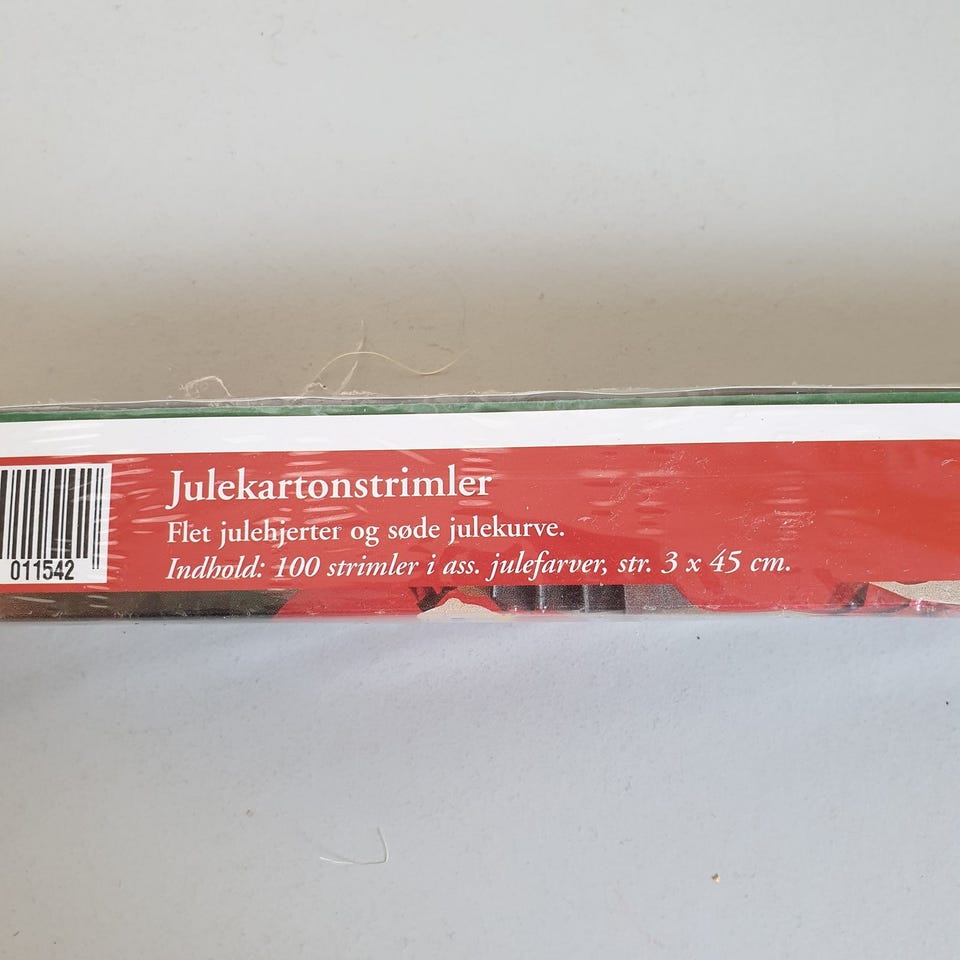 Julekartonstrimler
Flet julehjerter og søde julekurve.
Indhold: 100 strimler i ass. julefarver, str. 3 x 45 cm.
011542